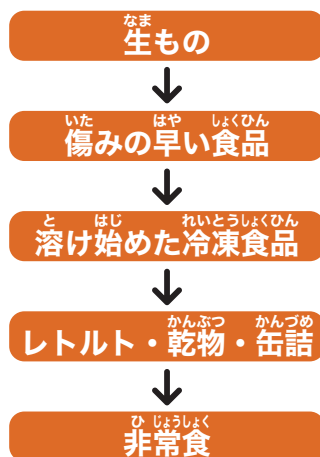 なま
生もの
いた はや しょくひん
傷みの早い食品
と はじ れいとうしょくひん
溶け始めた冷凍食品
かんぶつ かんづめ
レトルト・乾物・缶詰
ひ じょうしょく
非常食